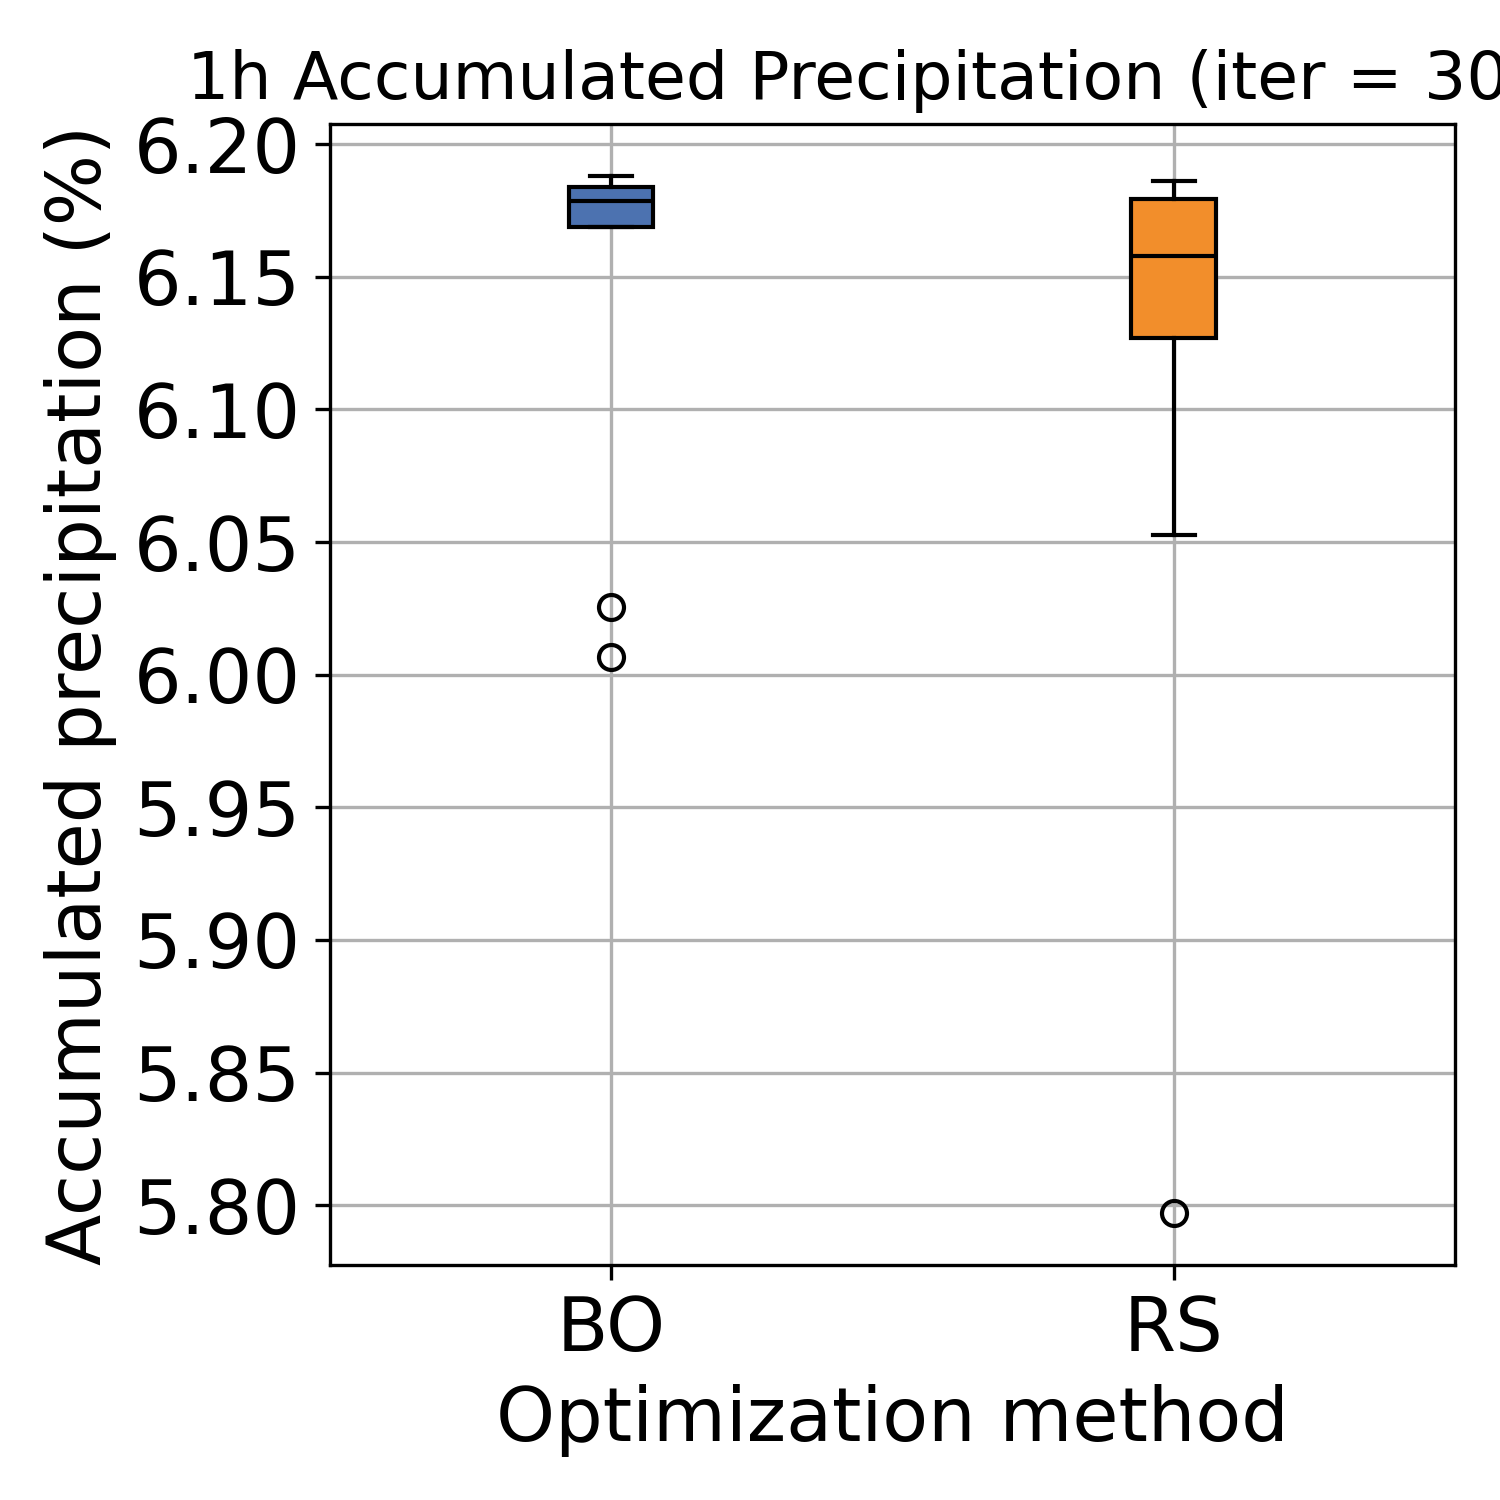 1h Accumulated Precipitation (iter = 30
Accumulated precipitation (%)
6.20
6.15
6.10
6.05
6.00
5.95
5.90
5.85
5.80
BO
RS
Optimization method